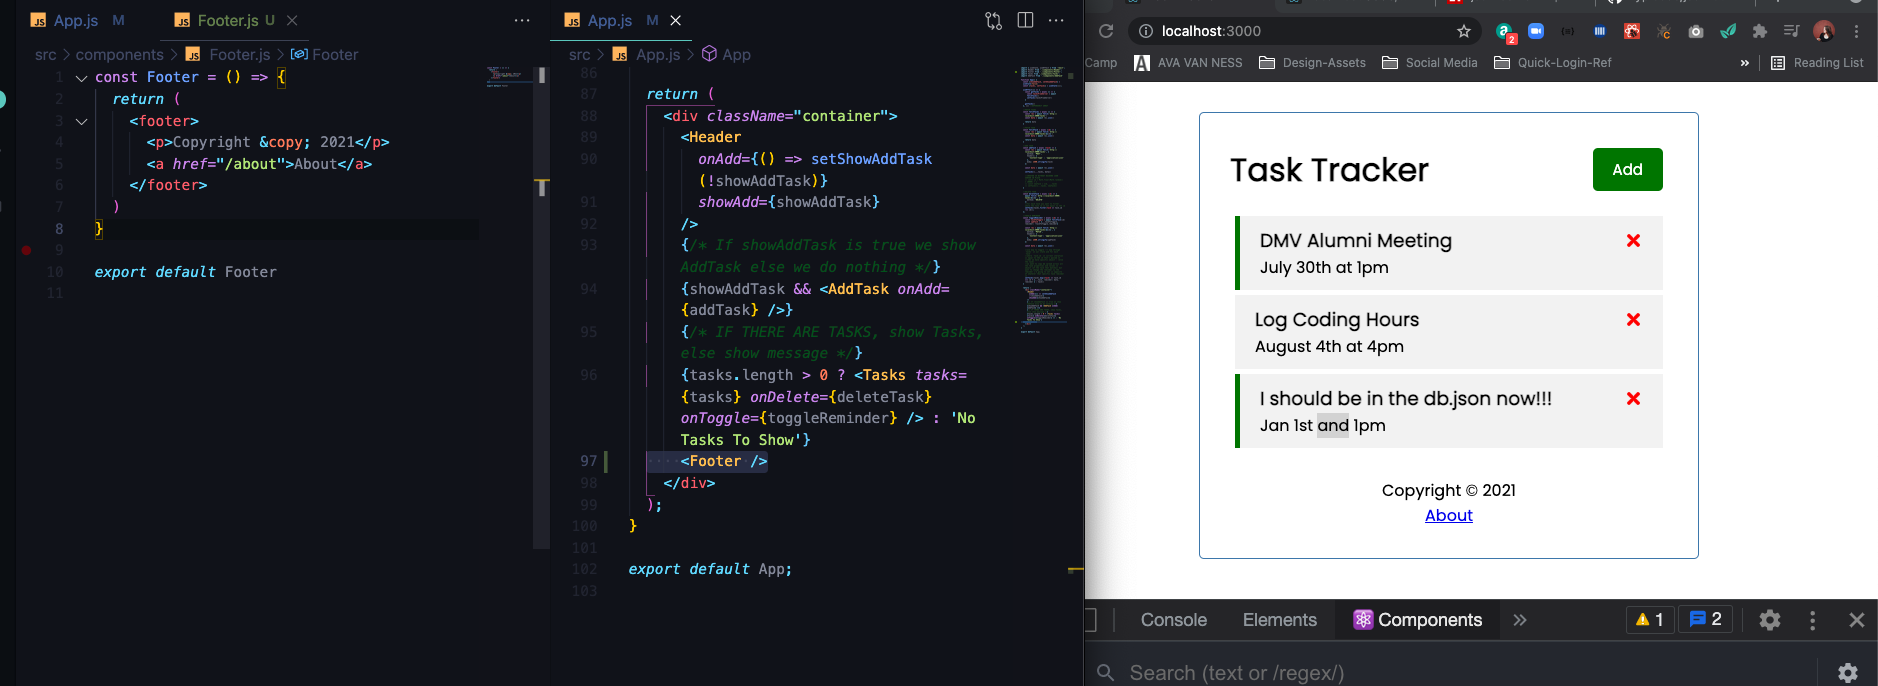 App.js M
Footer.js U
src > components > Footer.js > Footer
1 const Footer = () => {
2 return (
3 <footer>
4 <p>Copyright &copy; 2021</p>
5 <a href="/about">About</a>
6 </footer>
7 )
8 }
9
10 export default Footer
11
App.js M
src > App.js > App
86
87 return (
88 <div className="container">
89 <Header
90 onAdd={() => setShowAddTask
(!showAddTask)}
91 showAdd={showAddTask}
92 />
93 {/* If showAddTask is true we show
AddTask else we do nothing */}
94 {showAddTask && <AddTask onAdd=
{addTask} />}
95 {/* IF THERE ARE TASKS, show Tasks,
else show message */}
96 {tasks.length > 0 ? <Tasks tasks=
{tasks} onDelete={deleteTask}
onToggle={toggleReminder} /> : 'No
Tasks To Show'}
97 <Footer />
98 </div>
99 );
100 }
101
102 export default App;
103
localhost:3000
2
Camp
AVA VAN NESS
Design-Assets
Social Media
Quick-Login-Ref
»
Reading List
Task Tracker
Add
DMV Alumni Meeting
July 30th at 1pm
Log Coding Hours
August 4th at 4pm
I should be in the db.json now!!!
Jan 1st and 1pm
Copyright © 2021
About
Console
Elements
Components
»
1
2
Search (text or /regex/)